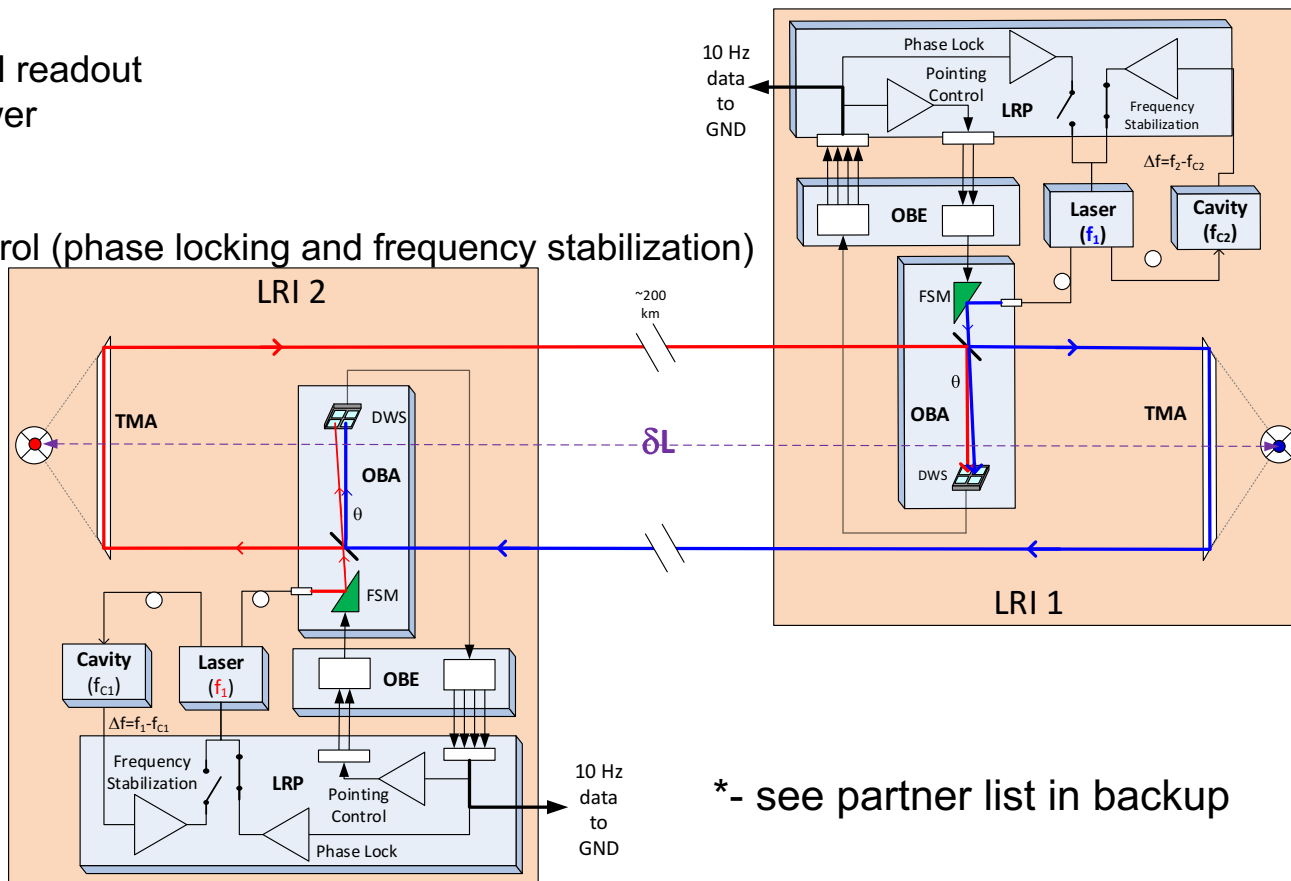 readout
rol (phase locking and frequency stabilization)
10 Hz
data
to
GND
Phase Lock
Pointing
Control
LRP
Frequency
Stabilization
Δf=f2-fC2
OBE
Laser
(f1)
Cavity
(fC2)
FSM
θ
OBA
DWS
TMA
LRI 1
LRI 2
~200
km
TMA
DWS
OBA
θ
FSM
δL
Cavity
(fC1)
Laser
(f1)
OBE
Δf=f1-fC1
Frequency
Stabilization
LRP
Pointing
Control
Phase Lock
10 Hz
data
to
GND
*- see partner list in backup